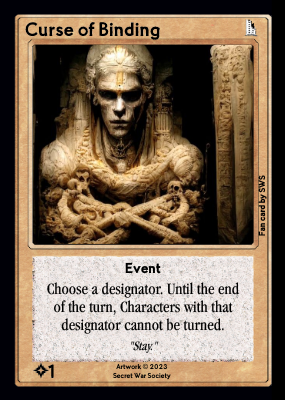 Curse of Binding
Fan card by SWS
Event
Choose a designator. Until the end
of the turn, Characters with that
designator cannot be turned.
"Stay."
1
Artwork © 2023
Secret War Society